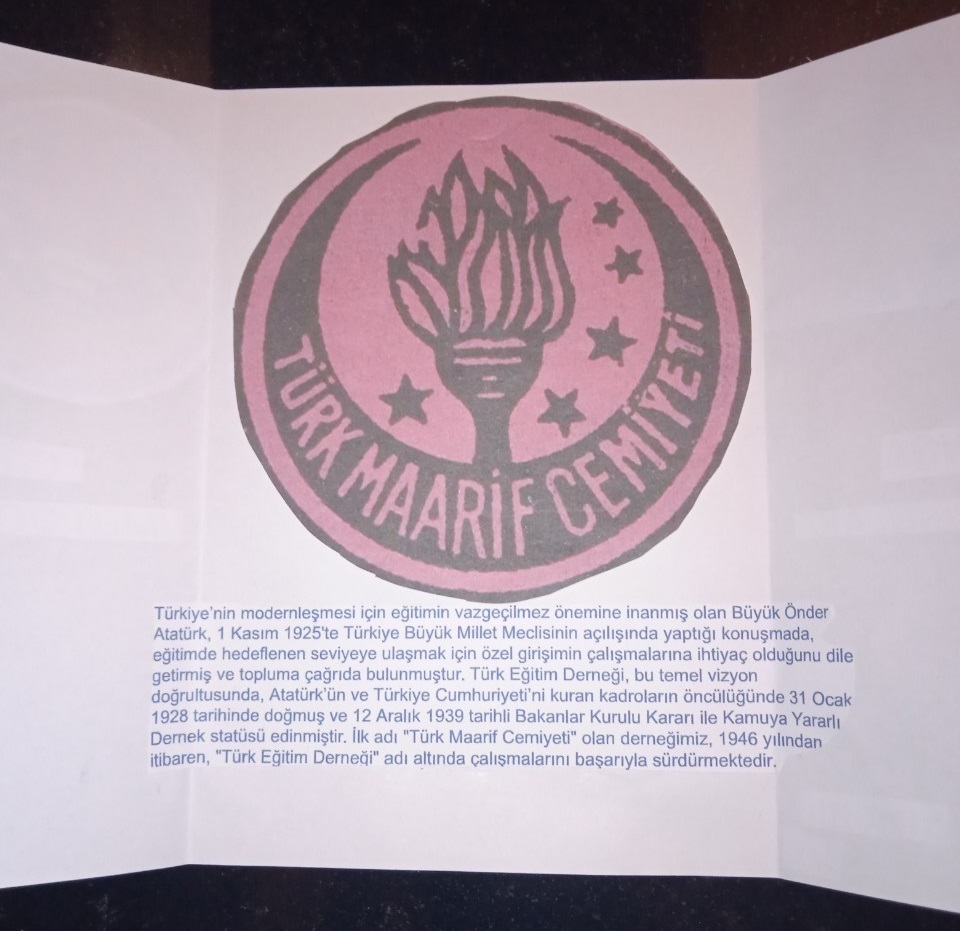 TÜRK MAARİF CEMİYETİ
Türkiye'nin modernleşmesi için eğitimin vazgeçilmez önemine inanmış olan Büyük Önder
Atatürk, 1 Kasım 1925'te Türkiye Büyük Millet Meclisinin açılışında yaptığı konuşmada,
eğitimde hedeflenen seviyeye ulaşmak için özel girişimin çalışmalarına ihtiyaç olduğunu dile
getirmiş ve topluma çağrıda bulunmuştur. Türk Eğitim Derneği, bu temel vizyon
doğrultusunda, Atatürk'ün ve Türkiye Cumhuriyeti'ni kuran kadroların öncülüğünde 31 Ocak
1928 tarihinde doğmuş ve 12 Aralık 1939 tarihli Bakanlar Kurulu Kararı ile Kamuya Yararlı
Dernek statüsü edinmiştir. İlk adı "Türk Maarif Cemiyeti" olan derneğimiz, 1946 yılından
itibaren, "Türk Eğitim Derneği" adı altında çalışmalarını başarıyla sürdürmektedir.